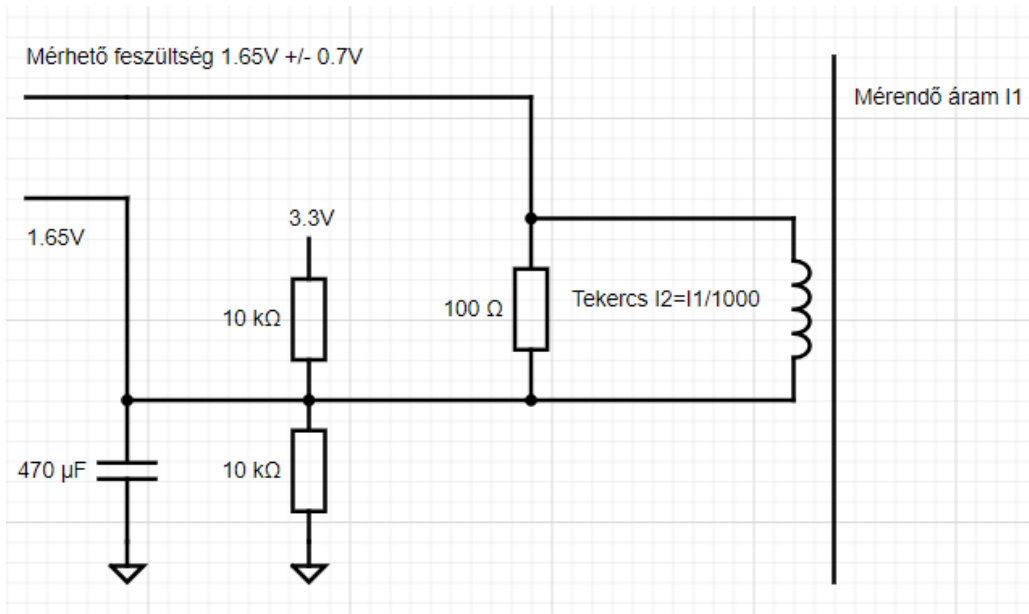 Mérhető feszültség 1.65V +/- 0.7V
Mérendő áram I1
1.65V
3.3V
10 kΩ
100 Ω
Tekercs I2=I1/1000
470 µF
10 kΩ